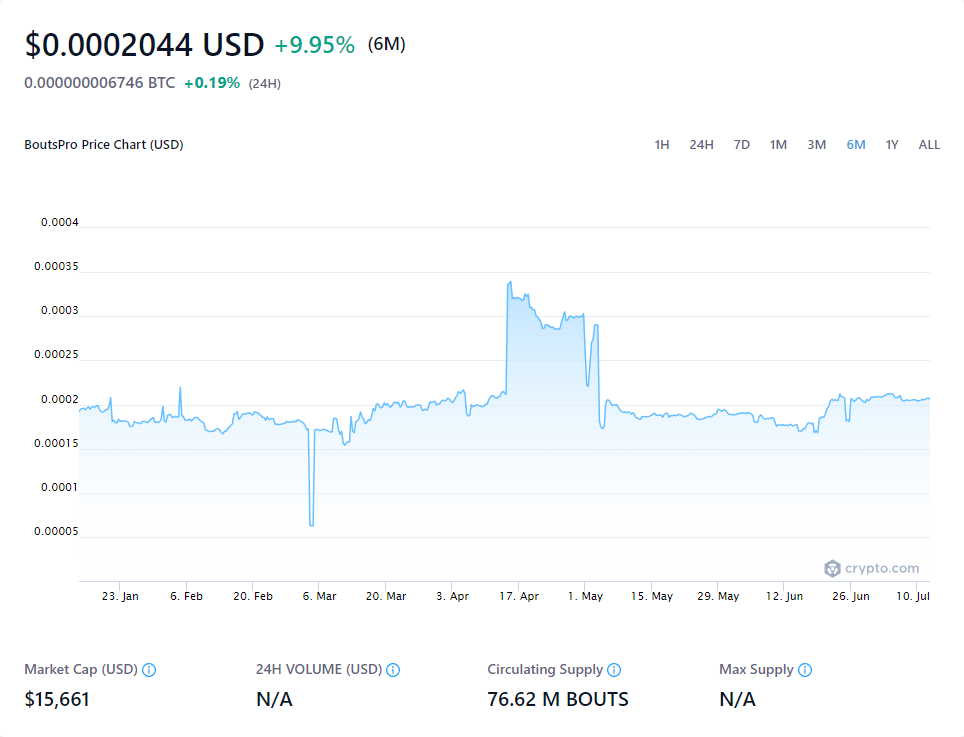 $0.0002044 USD +9.95% (6M)
0.000000006746 BTC +0.19% (24H)
BoutsPro Price Chart (USD) 1H 24H 7D 1M 3M 6M 1Y ALL
0.0004
0.00035
0.0003
0.00025
0.0002
0.00015
0.0001
0.00005
crypto.com
23. Jan 6. Feb 20. Feb 6. Mar 20. Mar 3. Apr 17. Apr 1. May 15. May 29. May 12. Jun 26. Jun 10. Jul
Market Cap (USD) 24H VOLUME (USD) Circulating Supply Max Supply
$15,661 N/A 76.62 M BOUTS N/A